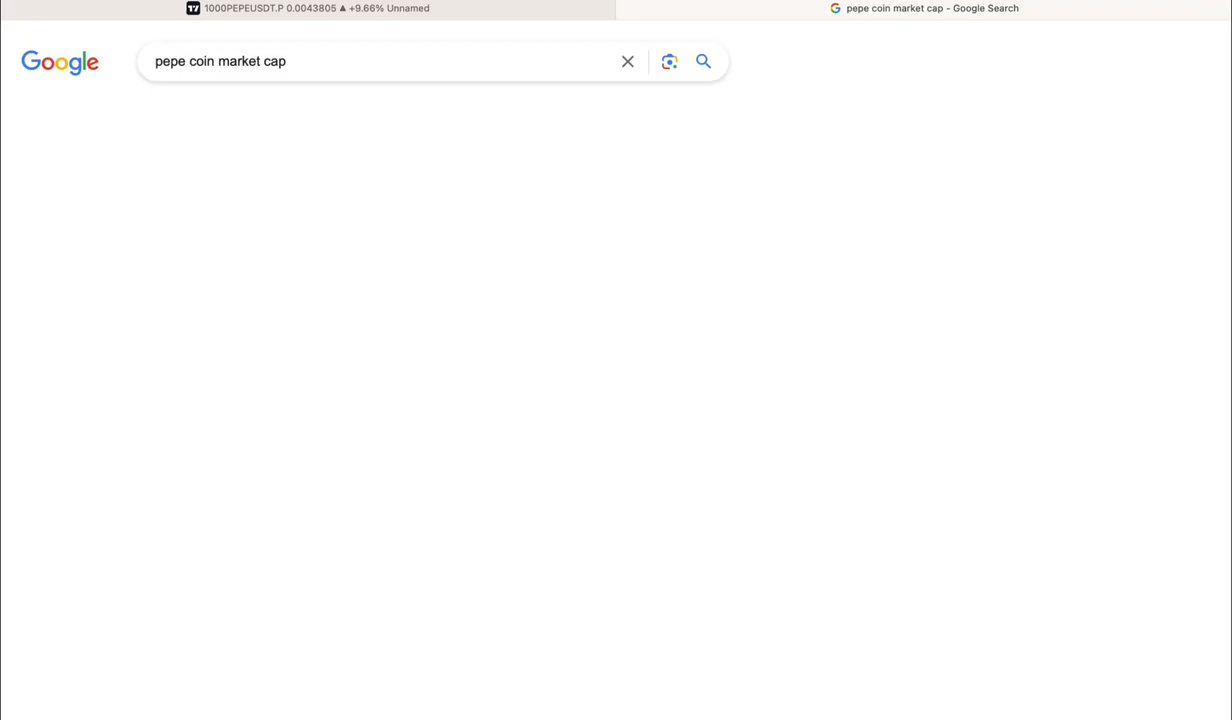 1000PEPEUSDT.P 0.0043805 ▲ +9.66% Unnamed
pepe coin market cap - Google Search
Google
pepe coin market cap